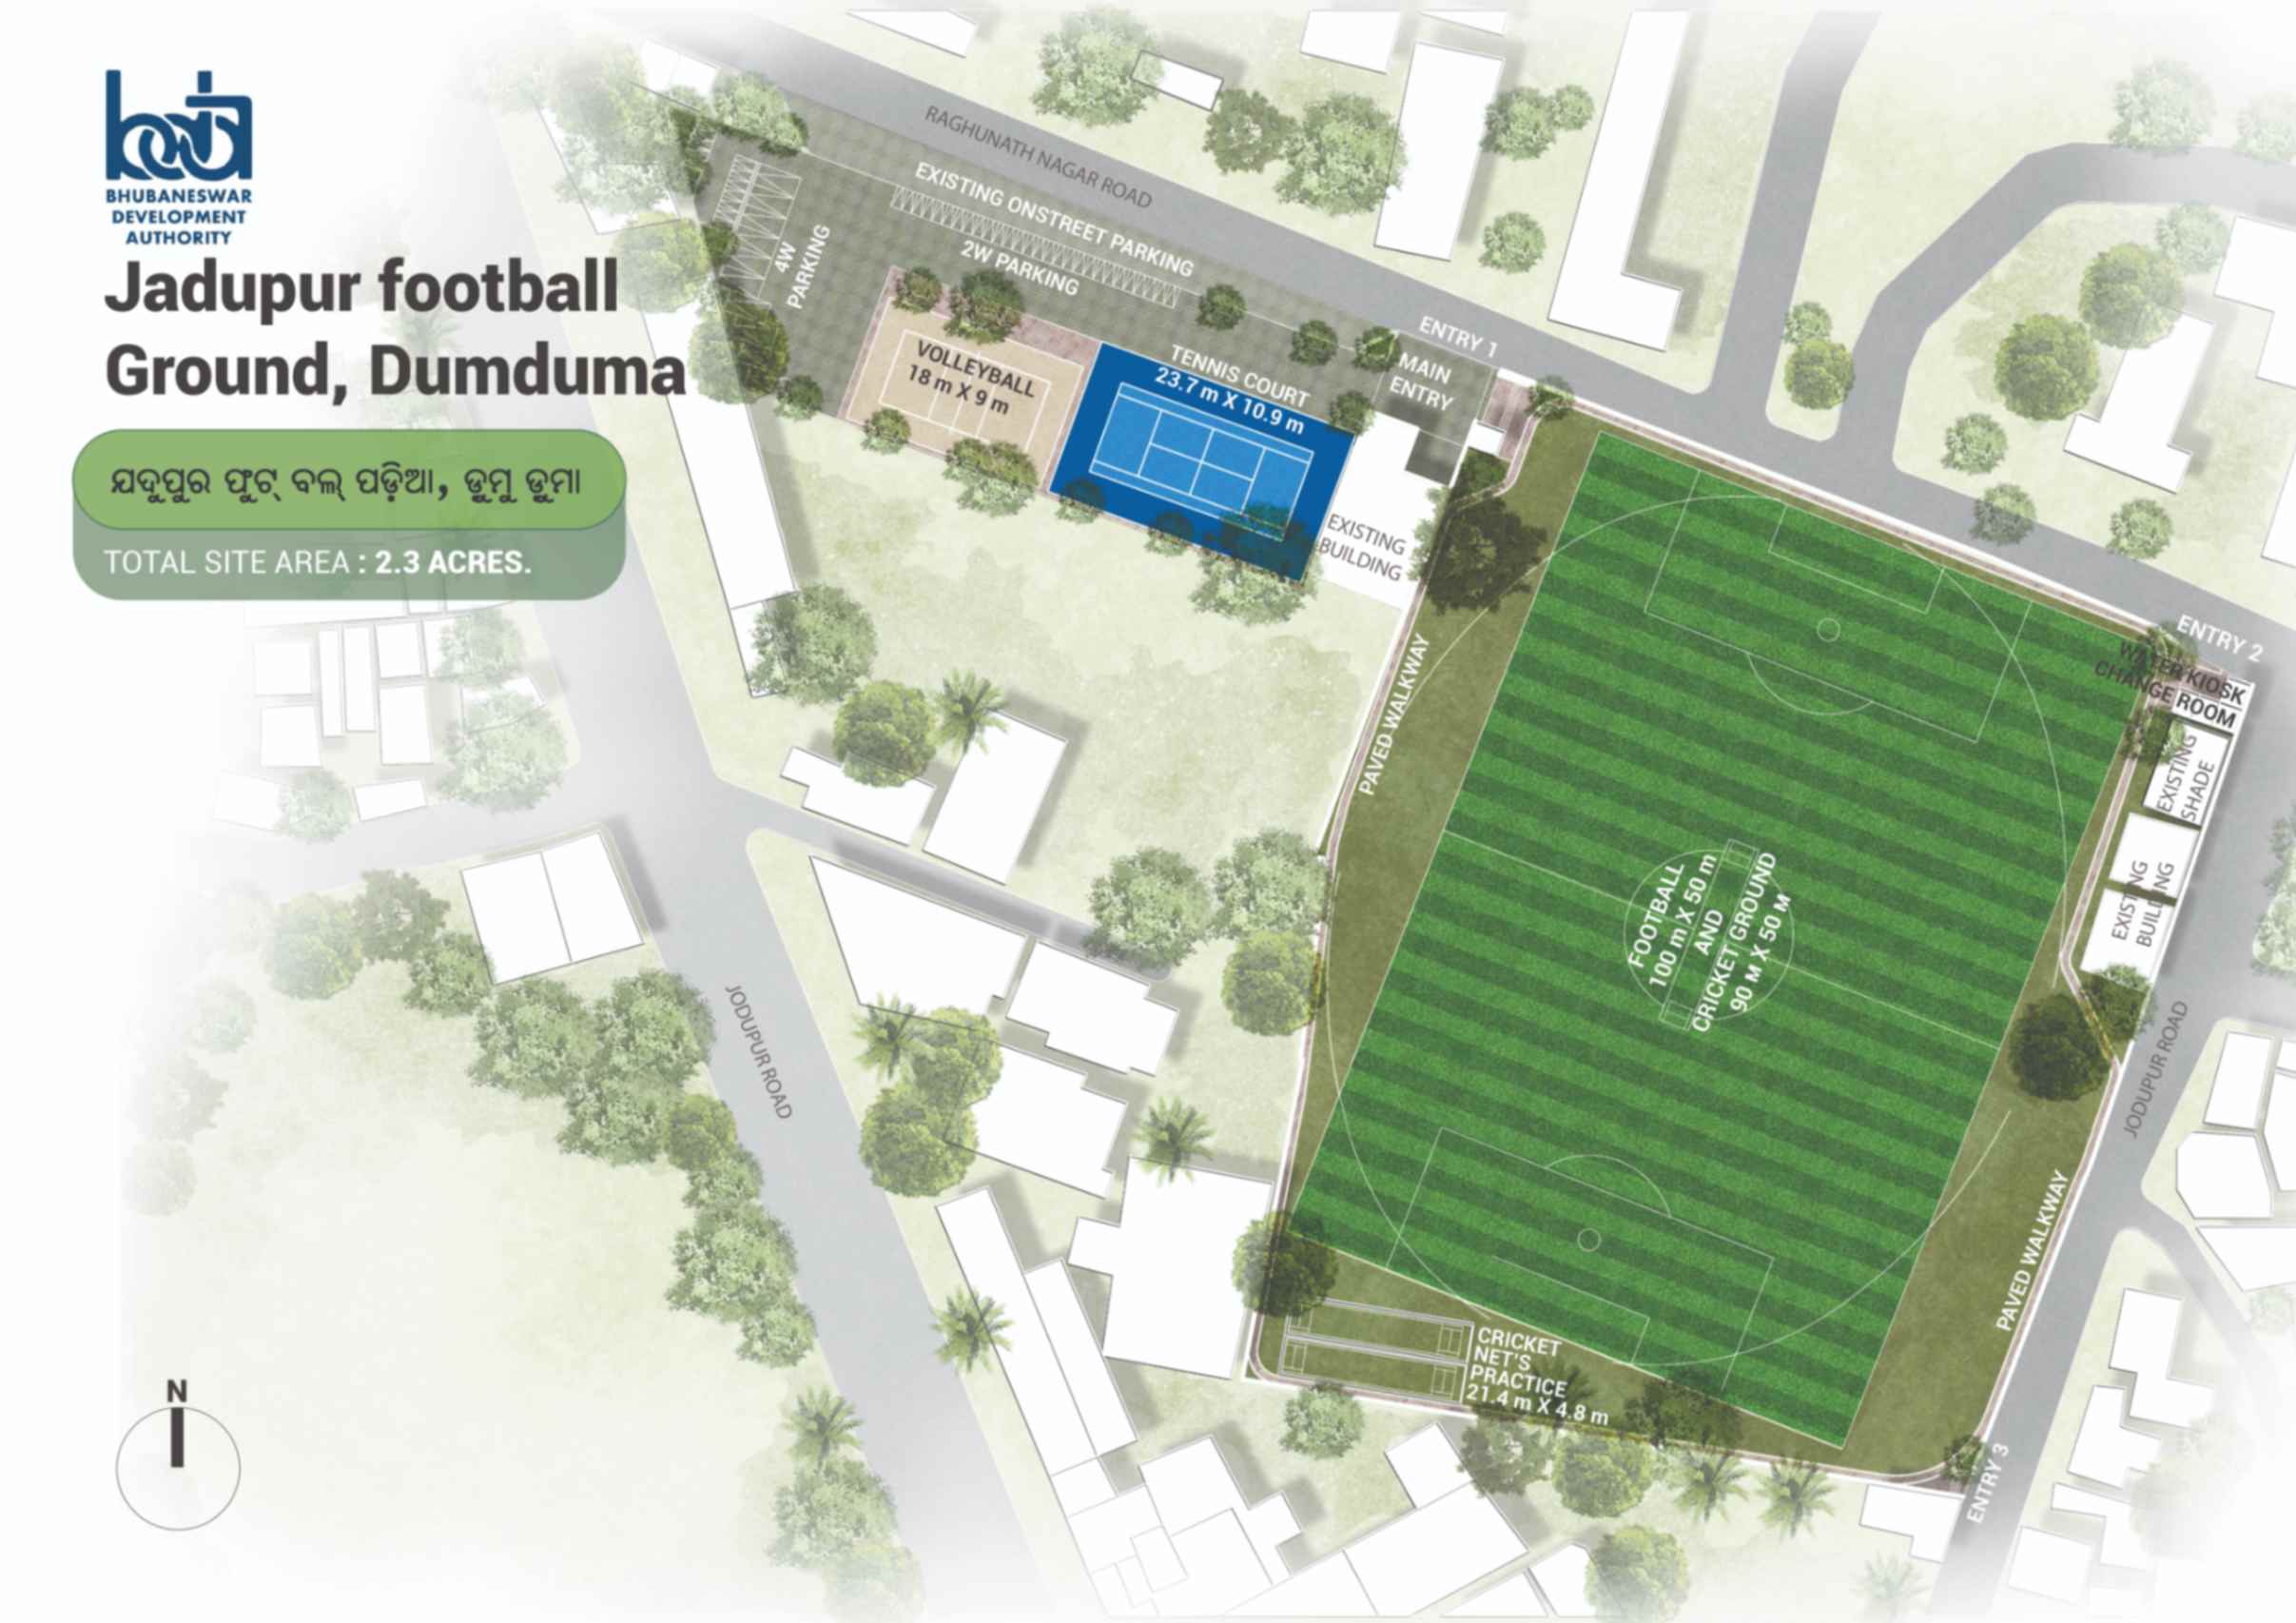 BHUBANESWAR
DEVELOPMENT
AUTHORITY
Jadupur football
Ground, Dumduma
ଯଦୁପୁର ଫୁଟ୍ ବଲ୍ ପଡ଼ିଆ, ଡୁମୁ ଡୁମା
TOTAL SITE AREA : 2.3 ACRES.
RAGHUNATH NAGAR ROAD
EXISTING ONSTREET PARKING
2W PARKING
4W
PARKING
VOLLEYBALL
18 m X 9 m
TENNIS COURT
23.7 m X 10.9 m
ENTRY 1
MAIN
ENTRY
EXISTING
BUILDING
PAVED WALKWAY
ENTRY 2
WATER KIOSK
CHANGE ROOM
EXISTING
SHADE
EXISTING
BUILDING
FOOTBALL
100 m X 50 m
AND
CRICKET GROUND
90 M X 50 M
JODUPUR ROAD
JODUPUR ROAD
PAVED WALKWAY
CRICKET
NET'S
PRACTICE
21.4 m X 4.8 m
ENTRY 3
N